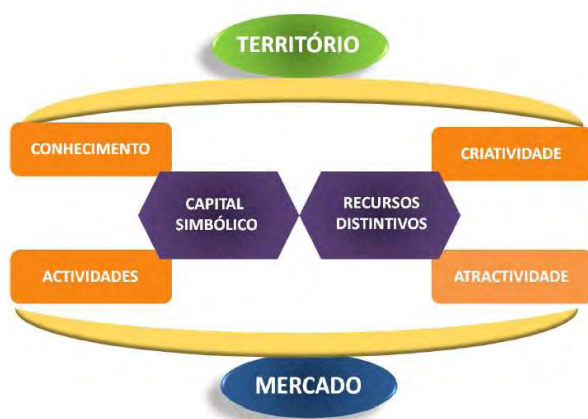 TERRITÓRIO
CONHECIMENTO
CRIATIVIDADE
CAPITAL
SIMBÓLICO
RECURSOS
DISTINTIVOS
ACTIVIDADES
ATRACTIVIDADE
MERCADO